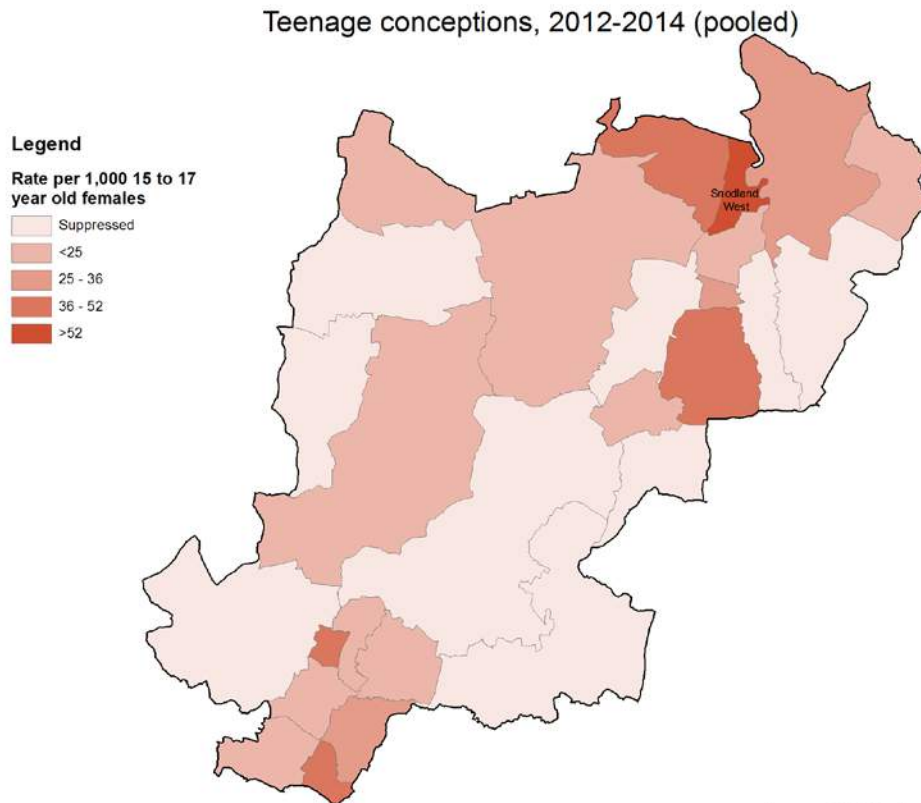 Teenage conceptions, 2012-2014 (pooled)
Legend
Rate per 1,000 15 to 17
year old females
Suppressed
<25
25 - 36
36 - 52
>52
Snodland
West